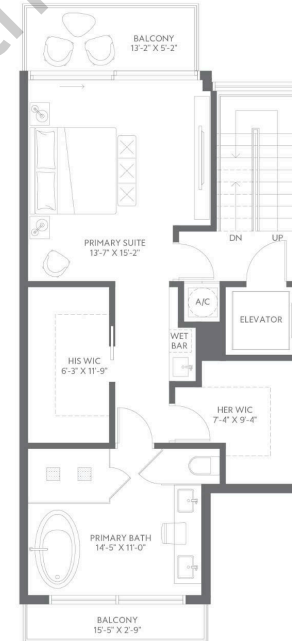 BALCONY
13'-2" X 5'-2"
PRIMARY SUITE
13'-7" X 15'-2"
DN
UP
A/C
ELEVATOR
WET
BAR
HIS WIC
6'-3" X 11'-9"
HER WIC
7'-4" X 9'-4"
PRIMARY BATH
14'-5" X 11'-0"
BALCONY
15'-5" X 2'-9"